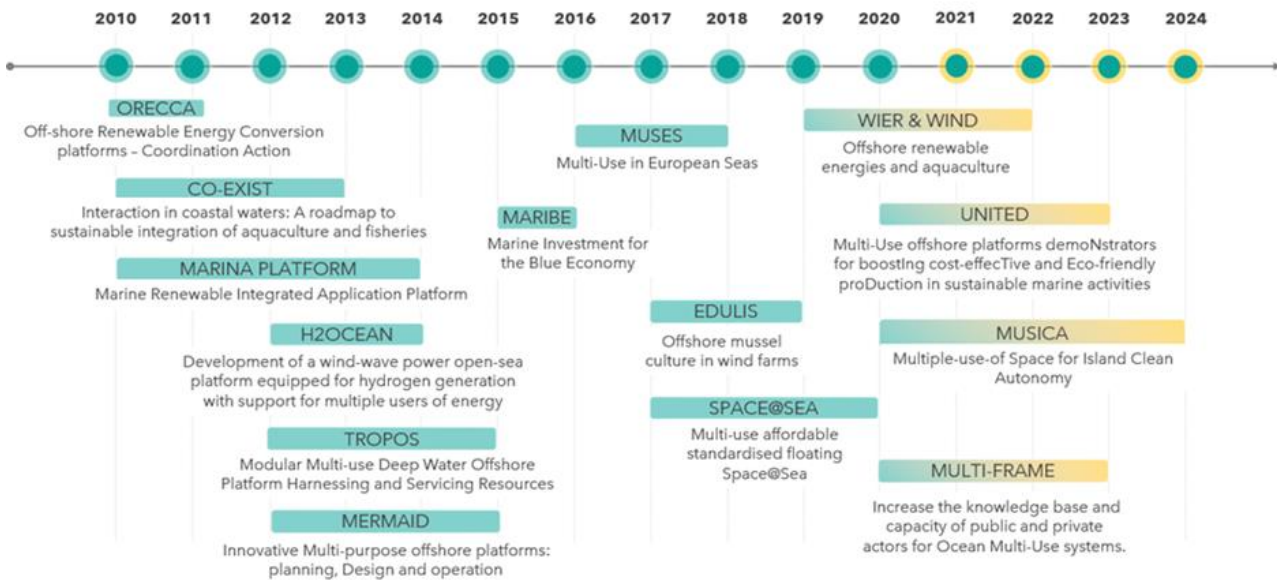 2010 2011 2012 2013 2014 2015 2016 2017 2018 2019 2020 2021 2022 2023 2024
ORECCA
Off-shore Renewable Energy Conversion
platforms – Coordination Action
CO-EXIST
Interaction in coastal waters: A roadmap to
sustainable integration of aquaculture and fisheries
MARINA PLATFORM
Marine Renewable Integrated Application Platform
H2OCEAN
Development of a wind-wave power open-sea
platform equipped for hydrogen generation
with support for multiple users of energy
TROPOS
Modular Multi-use Deep Water Offshore
Platform Harnessing and Servicing Resources
MERMAID
Innovative Multi-purpose offshore platforms:
planning, Design and operation
MUSES
Multi-Use in European Seas
MARIBE
Marine Investment for
the Blue Economy
EDULIS
Offshore mussel
culture in wind farms
SPACE@SEA
Multi-use affordable
standardised floating
Space@Sea
WIER & WIND
Offshore renewable
energies and aquaculture
UNITED
Multi-Use offshore platforms demoNstrators
for boostIng cost-effecTive and Eco-friendly
proDuction in sustainable marine activities
MUSICA
Multiple-use-of Space for Island Clean
Autonomy
MULTI-FRAME
Increase the knowledge base and
capacity of public and private
actors for Ocean Multi-Use systems.